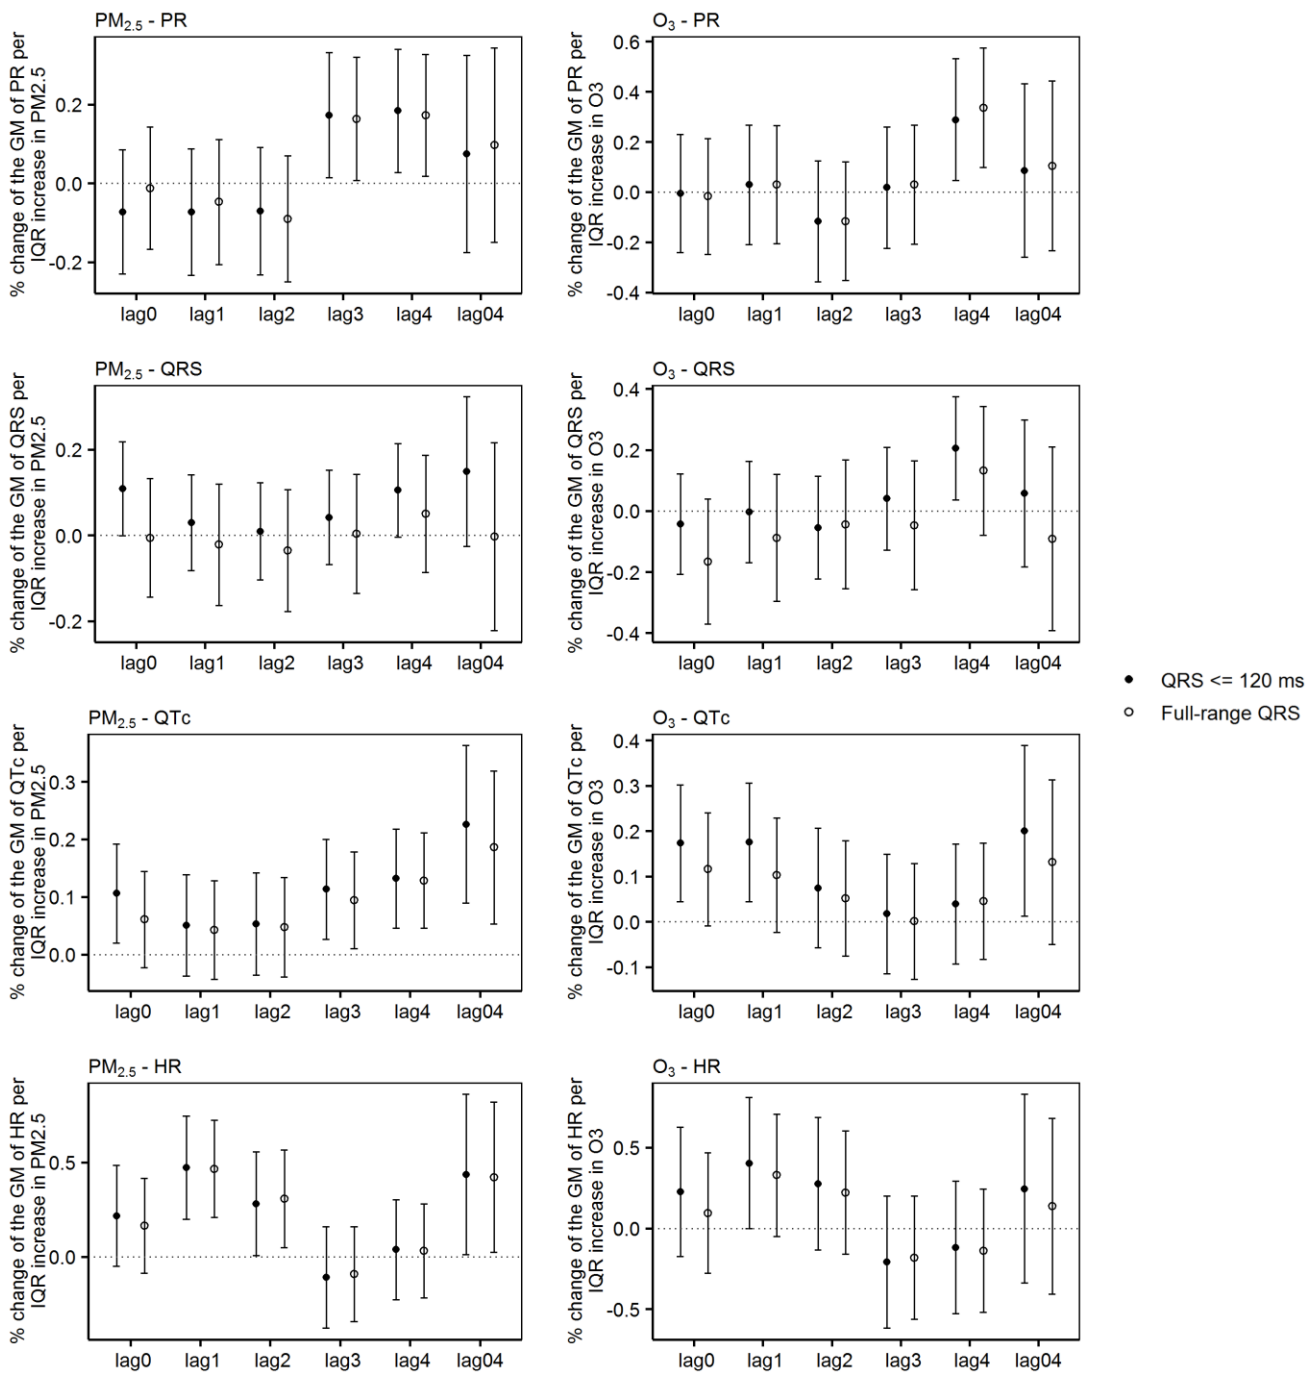 PM2.5 - PR
% change of the GM of PR per
IQR increase in PM2.5
0.2
0.0
-0.2
lag0 lag1 lag2 lag3 lag4 lag04
O3 - PR
% change of the GM of PR per
IQR increase in O3
0.6
0.4
0.2
0.0
-0.2
-0.4
lag0 lag1 lag2 lag3 lag4 lag04
PM2.5 - QRS
% change of the GM of QRS per
IQR increase in PM2.5
0.2
0.0
-0.2
lag0 lag1 lag2 lag3 lag4 lag04
O3 - QRS
% change of the GM of QRS per
IQR increase in O3
0.4
0.2
0.0
-0.2
-0.4
lag0 lag1 lag2 lag3 lag4 lag04
QRS <= 120 ms
Full-range QRS
PM2.5 - QTc
% change of the GM of QTc per
IQR increase in PM2.5
0.3
0.2
0.1
0.0
lag0 lag1 lag2 lag3 lag4 lag04
O3 - QTc
% change of the GM of QTc per
IQR increase in O3
0.4
0.3
0.2
0.1
0.0
-0.1
lag0 lag1 lag2 lag3 lag4 lag04
PM2.5 - HR
% change of the GM of HR per
IQR increase in PM2.5
0.5
0.0
lag0 lag1 lag2 lag3 lag4 lag04
O3 - HR
% change of the GM of HR per
IQR increase in O3
0.5
0.0
-0.5
lag0 lag1 lag2 lag3 lag4 lag04